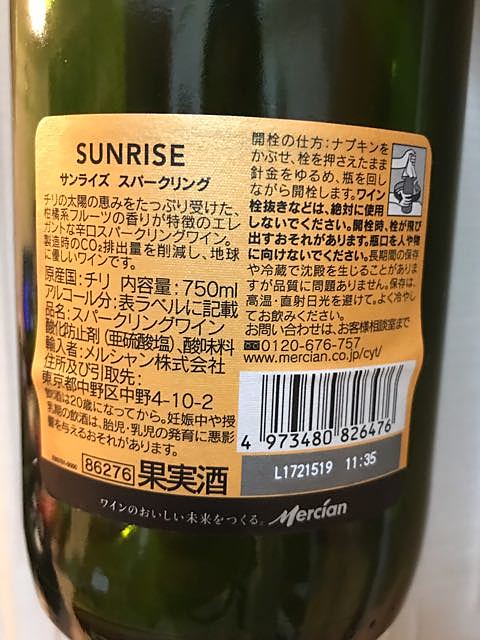 SUNRISE
サンライズ スパークリング
チリの太陽の恵みをたっぷり受けた、
柑橘系フルーツの香りが特徴のエレ
ガントな辛口スパークリングワイン。
製造時のCO₂排出量を削減し、地球
に優しいワインです。
原産国:チリ 内容量:750ml
アルコール分:表ラベルに記載
品名:スパークリングワイン
酸化防止剤(亜硫酸塩)、酸味料
輸入者:メルシャン株式会社
住所及び引取先:
東京都中野区中野4-10-2
飲酒は20歳になってから。妊娠中や授
乳期の飲酒は、胎児・乳児の発育に悪影
響を与えるおそれがあります。
86276 果実酒
開栓の仕方:ナプキンを
かぶせ、栓を押さえたまま
針金をゆるめ、瓶を回し
ながら開栓します。ワイン
栓抜きなどは、絶対に使用
しないでください。開栓時、栓が飛び
出すおそれがあります。瓶口を人や物
に向けないでください。長期間の保存
や冷蔵で沈殿を生じることがありま
すが品質に問題ありません。保存は、
高温・直射日光を避けて。よく冷やし
てお飲みください。
お問い合わせは、お客様相談室まで
0120-676-757
www.mercian.co.jp/cyt/
4 973480 826476
L1721519 11:35
ワインのおいしい未来をつくる。 Mercian